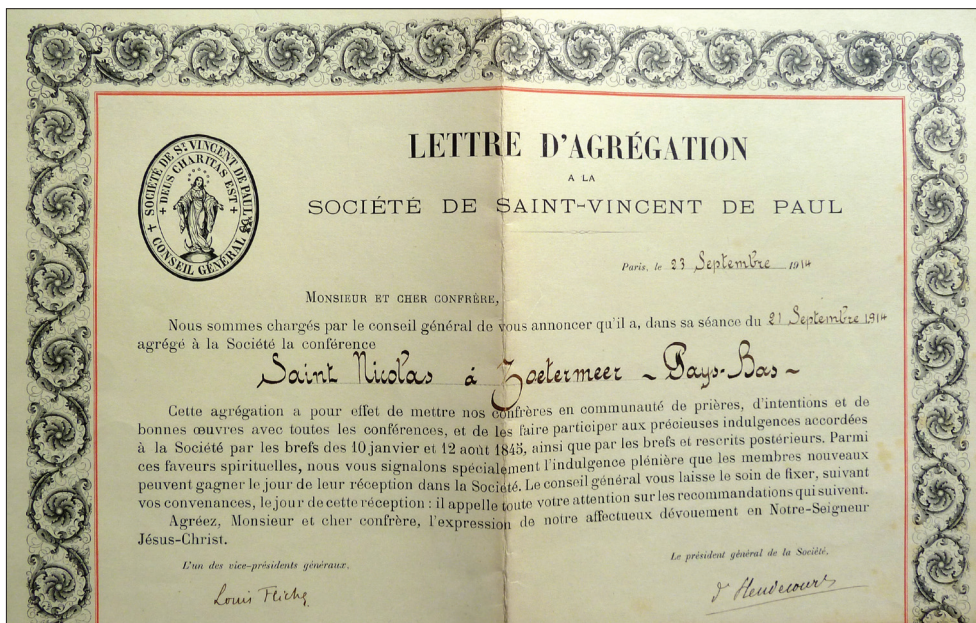 LETTRE D'AGRÉGATION
A LA
SOCIÉTÉ DE SAINT-VINCENT DE PAUL
SOCIÉTÉ DE St VINCENT DE PAUL
+ DEUS CHARITAS EST +
+ CONSEIL GÉNÉRAL
Paris, le 23 Septembre 1914
MONSIEUR ET CHER CONFRÈRE,
Nous sommes chargés par le conseil général de vous annoncer qu'il a, dans sa séance du 21 Septembre 1914
agrégé à la Société la conférence
Saint Nicolas à Zoetermeer - Pays-Bas -
Cette agrégation a pour effet de mettre nos confrères en communauté de prières, d'intentions et de
bonnes œuvres avec toutes les conférences, et de les faire participer aux précieuses indulgences accordées
à la Société par les brefs des 10 janvier et 12 août 1845, ainsi que par les brefs et rescrits postérieurs. Parmi
ces faveurs spirituelles, nous vous signalons spécialement l'indulgence plénière que les membres nouveaux
peuvent gagner le jour de leur réception dans la Société. Le conseil général vous laisse le soin de fixer, suivant
vos convenances, le jour de cette réception : il appelle toute votre attention sur les recommandations qui suivent.
Agréez, Monsieur et cher confrère, l'expression de notre affectueux dévouement en Notre-Seigneur
Jésus-Christ.
L'un des vice-présidents généraux,
Le président général de la Société,
Louis Fliche
d'Hendecourt